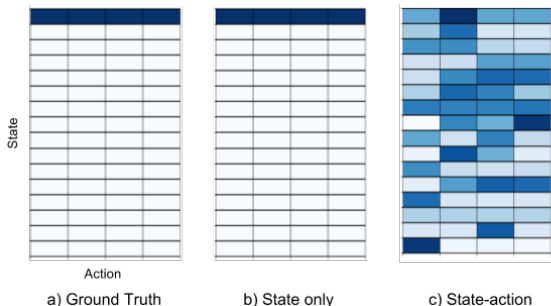 State
Action
a) Ground Truth
b) State only
c) State-action